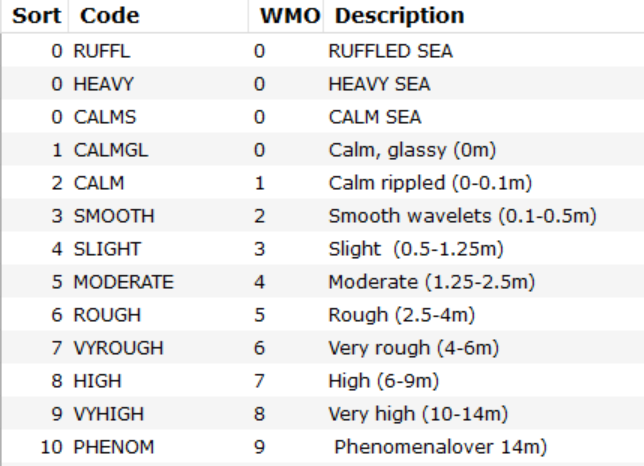 Sort Code WMO Description
0 RUFFL 0 RUFFLED SEA
0 HEAVY 0 HEAVY SEA
0 CALMS 0 CALM SEA
1 CALMGL 0 Calm, glassy (0m)
2 CALM 1 Calm rippled (0-0.1m)
3 SMOOTH 2 Smooth wavelets (0.1-0.5m)
4 SLIGHT 3 Slight  (0.5-1.25m)
5 MODERATE 4 Moderate (1.25-2.5m)
6 ROUGH 5 Rough (2.5-4m)
7 VYROUGH 6 Very rough (4-6m)
8 HIGH 7 High (6-9m)
9 VYHIGH 8 Very high (10-14m)
10 PHENOM 9 Phenomenalover 14m)